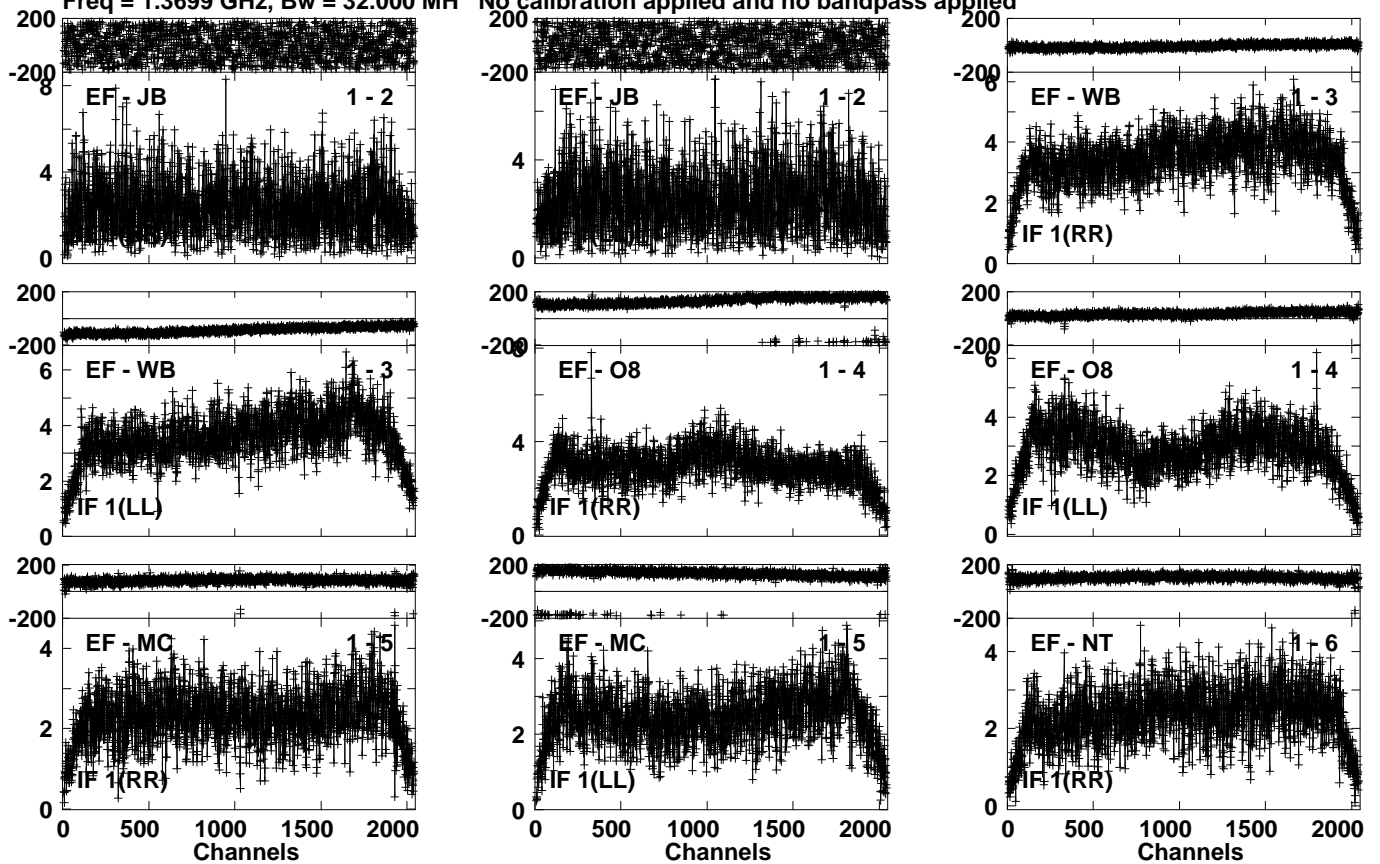 Freq = 1.3699 GHz, Bw = 32.000 MH No calibration applied and no bandpass applied
200
-200
8
4
0
EF - JB 1 - 2
200
-200
4
0
EF - JB 1 - 2
200
-200
6
4
2
0
EF - WB 1 - 3
IF 1(RR)
200
-200
6
4
2
0
EF - WB 1 - 3
IF 1(LL)
200
-200
8
4
0
EF - O8 1 - 4
IF 1(RR)
200
-200
6
4
2
0
EF - O8 1 - 4
IF 1(LL)
200
-200
4
2
0
EF - MC 1 - 5
IF 1(RR)
0 500 1000 1500 2000
Channels
200
-200
4
2
0
EF - MC 1 - 5
IF 1(LL)
0 500 1000 1500 2000
Channels
200
-200
4
2
0
EF - NT 1 - 6
IF 1(RR)
0 500 1000 1500 2000
Channels